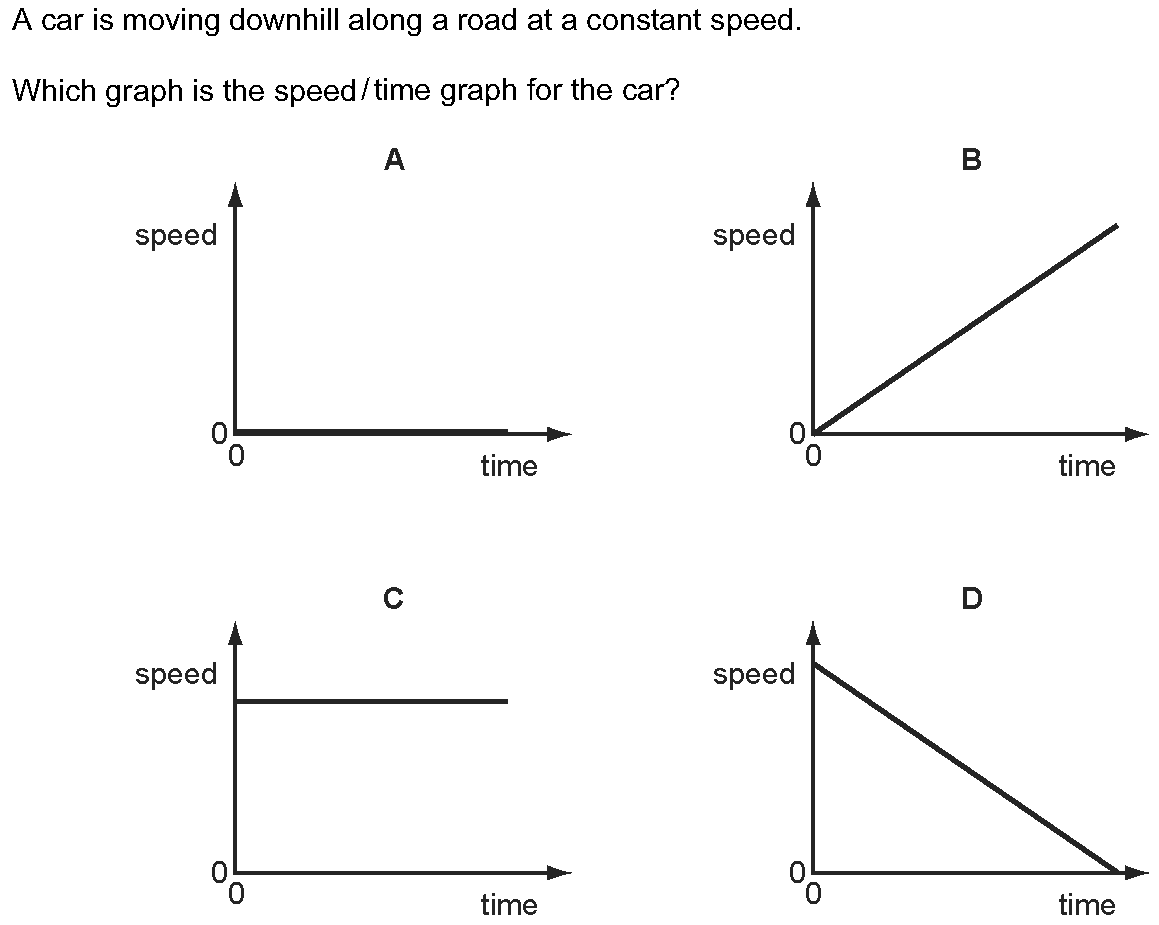 A car is moving downhill along a road at a constant speed.
Which graph is the speed/time graph for the car?
A
speed
0
0
time
B
speed
0
0
time
C
speed
0
0
time
D
speed
0
0
time